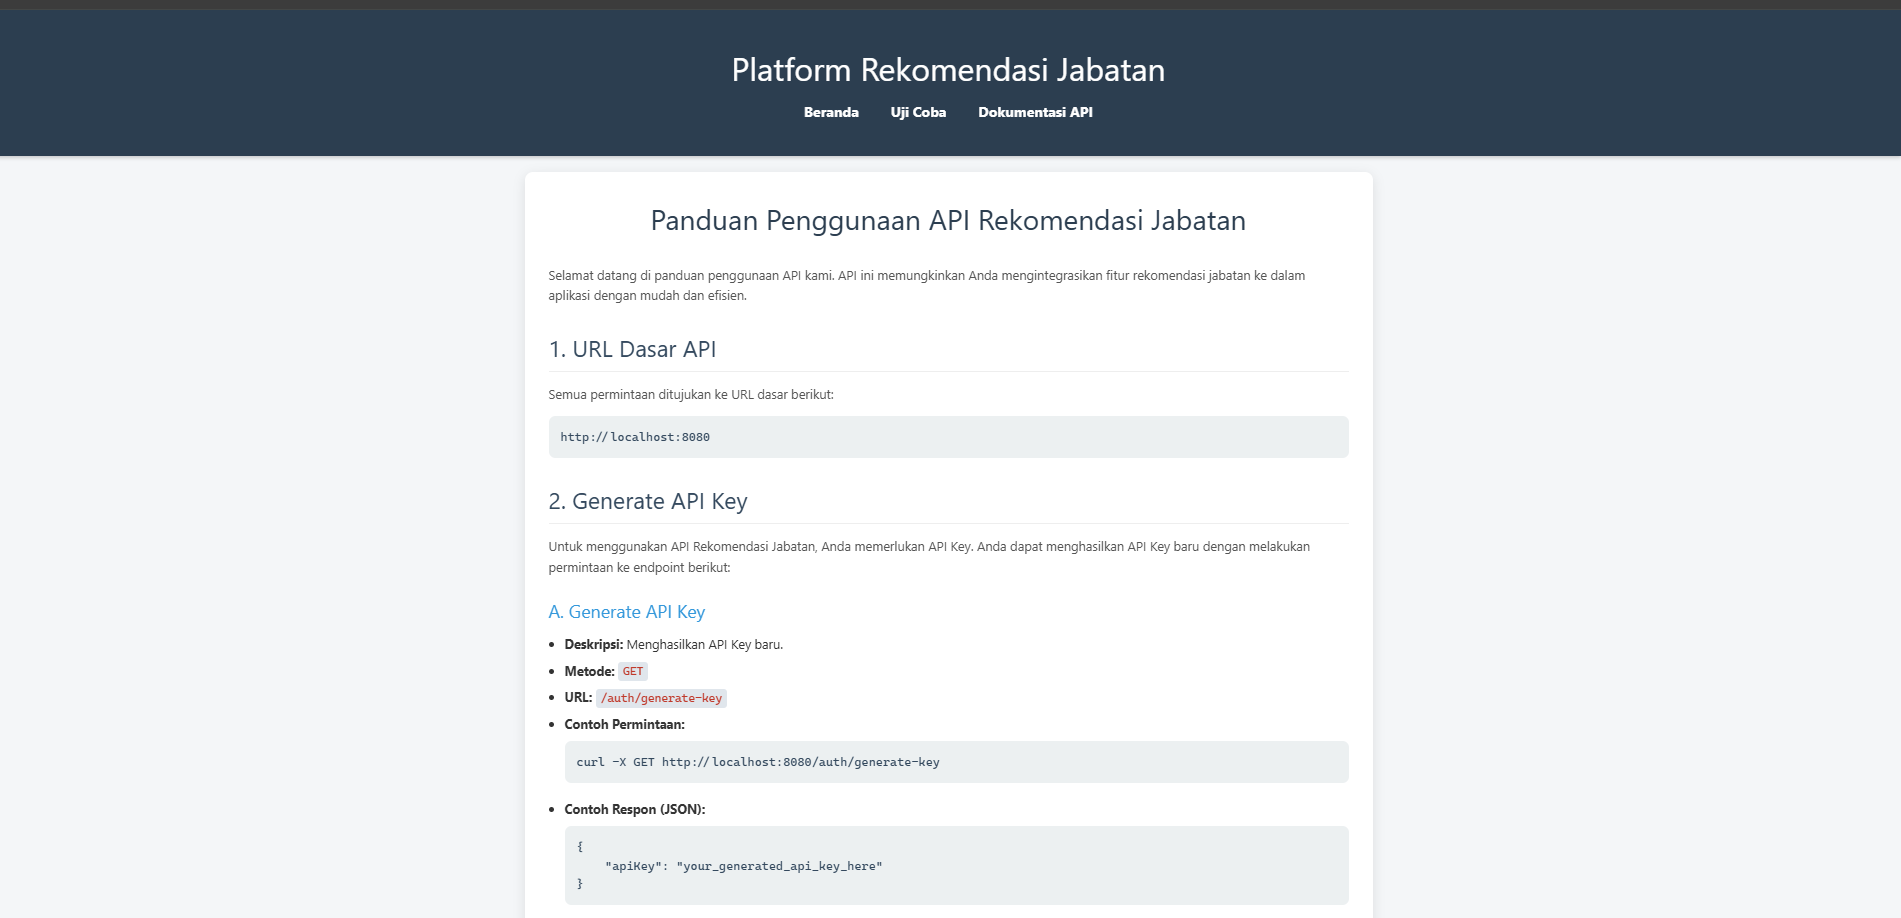 Platform Rekomendasi Jabatan
Beranda Uji Coba Dokumentasi API
Panduan Penggunaan API Rekomendasi Jabatan
Selamat datang di panduan penggunaan API kami. API ini memungkinkan Anda mengintegrasikan fitur rekomendasi jabatan ke dalam
aplikasi dengan mudah dan efisien.
1. URL Dasar API
Semua permintaan ditujukan ke URL dasar berikut:
http://localhost:8080
2. Generate API Key
Untuk menggunakan API Rekomendasi Jabatan, Anda memerlukan API Key. Anda dapat menghasilkan API Key baru dengan melakukan
permintaan ke endpoint berikut:
A. Generate API Key
• Deskripsi: Menghasilkan API Key baru.
• Metode: GET
• URL: /auth/generate-key
• Contoh Permintaan:
curl -X GET http://localhost:8080/auth/generate-key
• Contoh Respon (JSON):
{
"apiKey": "your_generated_api_key_here"
}